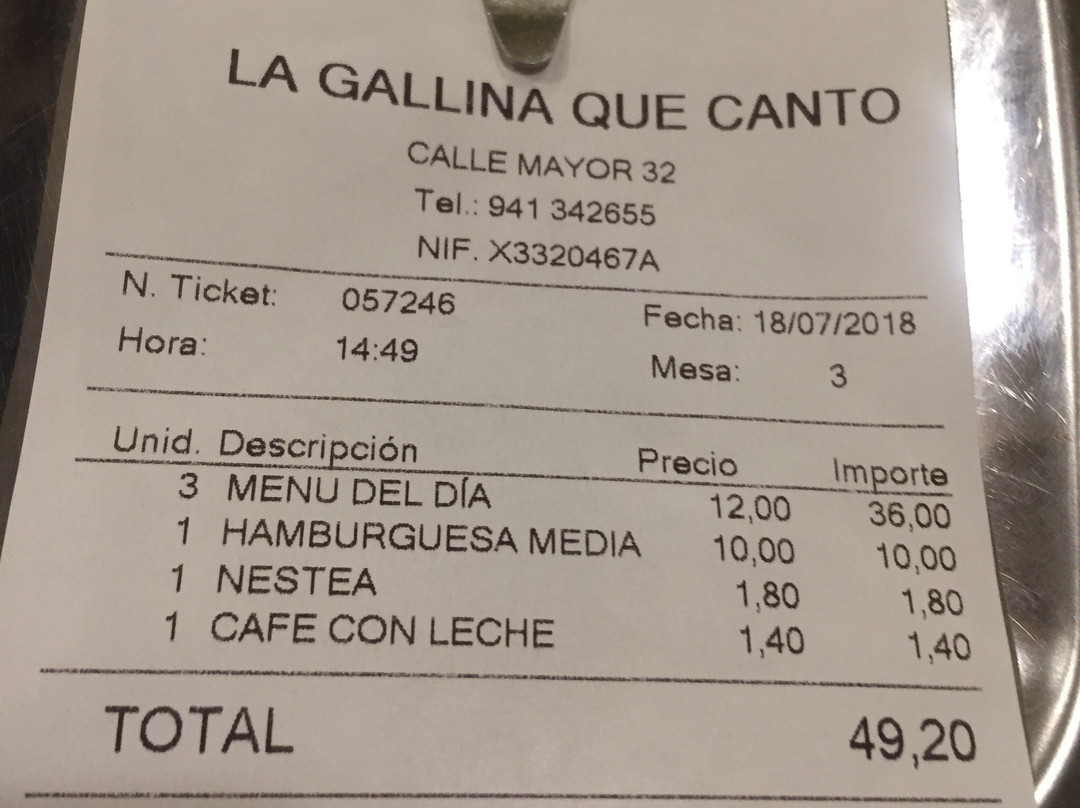 LA GALLINA QUE CANTO
CALLE MAYOR 32
Tel.: 941 342655
NIF. X3320467A
N. Ticket: 057246 Fecha: 18/07/2018
Hora: 14:49 Mesa: 3
Unid. Descripción Precio Importe
3 MENU DEL DÍA 12,00 36,00
1 HAMBURGUESA MEDIA 10,00 10,00
1 NESTEA 1,80 1,80
1 CAFE CON LECHE 1,40 1,40
TOTAL 49,20